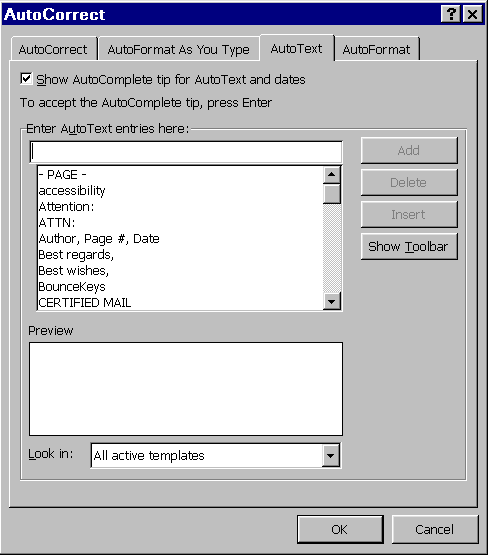 AutoCorrect
AutoCorrect AutoFormat As You Type AutoText AutoFormat
Show AutoComplete tip for AutoText and dates
To accept the AutoComplete tip, press Enter
Enter AutoText entries here:
Add
- PAGE -
accessibility
Delete
Attention:
ATTN:
Insert
Author, Page #, Date
Best regards,
Show Toolbar
Best wishes,
BounceKeys
CERTIFIED MAIL
Preview
Look in: All active templates
OK Cancel